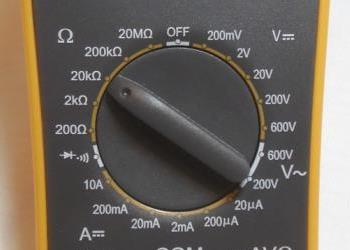 Ω 20MΩ OFF 200mV V⎓
200kΩ 2V
20kΩ 20V
2kΩ 200V
200Ω 600V
600V
10A 200V V~
200mA 20µA
A⎓ 20mA 2mA 200µA
COM